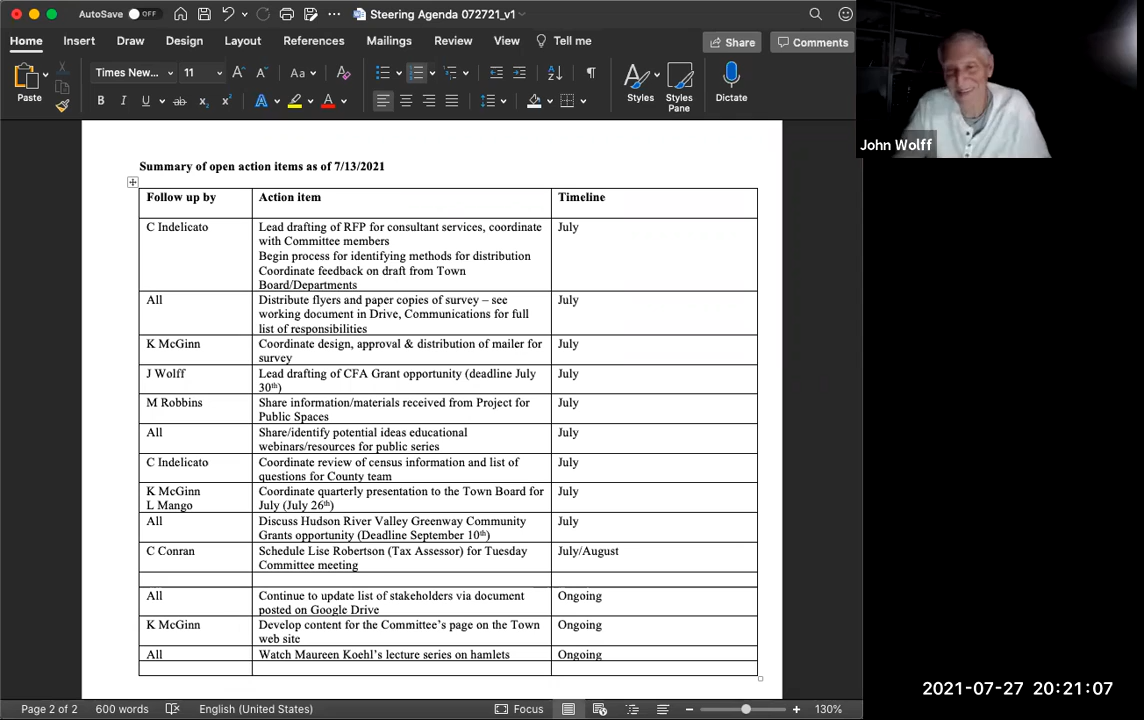 AutoSave OFF
Steering Agenda 072721_v1
Home Insert Draw Design Layout References Mailings Review View Tell me Share Comments
Paste Times New... 11 Aa Styles Styles Pane Dictate
B I U ab x₂ x² A A
John Wolff
Summary of open action items as of 7/13/2021
Follow up by Action item Timeline
C Indelicato Lead drafting of RFP for consultant services, coordinate July
with Committee members
Begin process for identifying methods for distribution
Coordinate feedback on draft from Town
Board/Departments
All Distribute flyers and paper copies of survey – see July
working document in Drive, Communications for full
list of responsibilities
K McGinn Coordinate design, approval & distribution of mailer for July
survey
J Wolff Lead drafting of CFA Grant opportunity (deadline July July
30th)
M Robbins Share information/materials received from Project for July
Public Spaces
All Share/identify potential ideas educational July
webinars/resources for public series
C Indelicato Coordinate review of census information and list of July
questions for County team
K McGinn Coordinate quarterly presentation to the Town Board for July
L Mango July (July 26th)
All Discuss Hudson River Valley Greenway Community July
Grants opportunity (Deadline September 10th)
C Conran Schedule Lise Robertson (Tax Assessor) for Tuesday July/August
Committee meeting
All Continue to update list of stakeholders via document Ongoing
posted on Google Drive
K McGinn Develop content for the Committee's page on the Town Ongoing
web site
All Watch Maureen Koehl's lecture series on hamlets Ongoing
2021-07-27 20:21:07
Page 2 of 2 600 words English (United States) Focus 130%